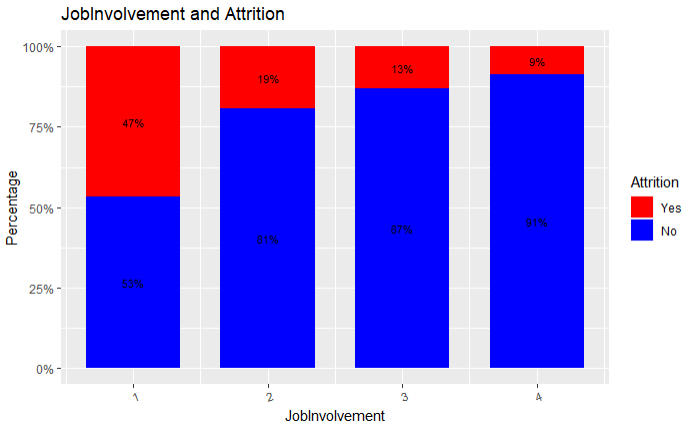 JobInvolvement and Attrition
100%
75%
50%
25%
0%
Percentage
47%
19%
13%
9%
53%
81%
87%
91%
1
2
3
4
JobInvolvement
Attrition
Yes
No